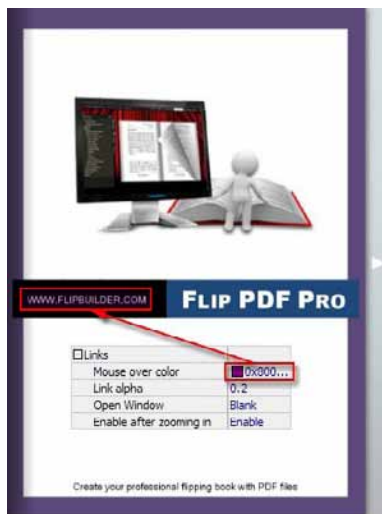 WWW.FLIPBUILDER.COM
FLIP PDF PRO
Links
Mouse over color 0x800...
Link alpha 0.2
Open Window Blank
Enable after zooming in Enable
Create your professional flipping book with PDF files